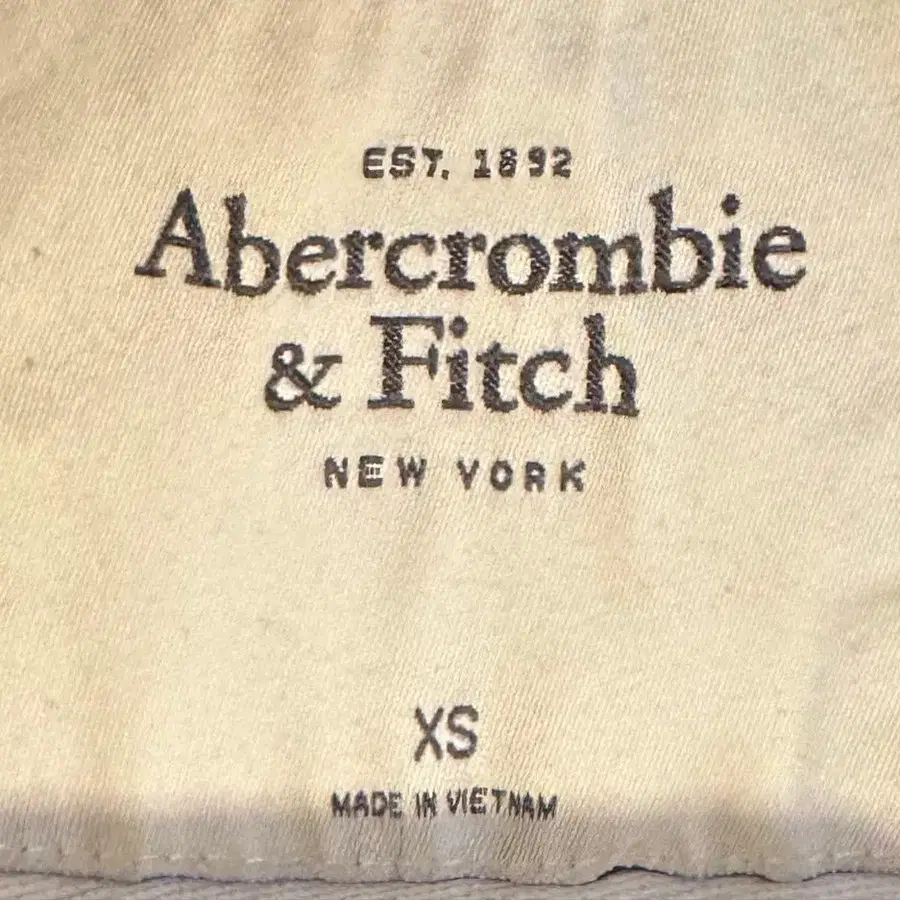 EST. 1892
Abercrombie
& Fitch
NEW YORK
XS
MADE IN VIETNAM